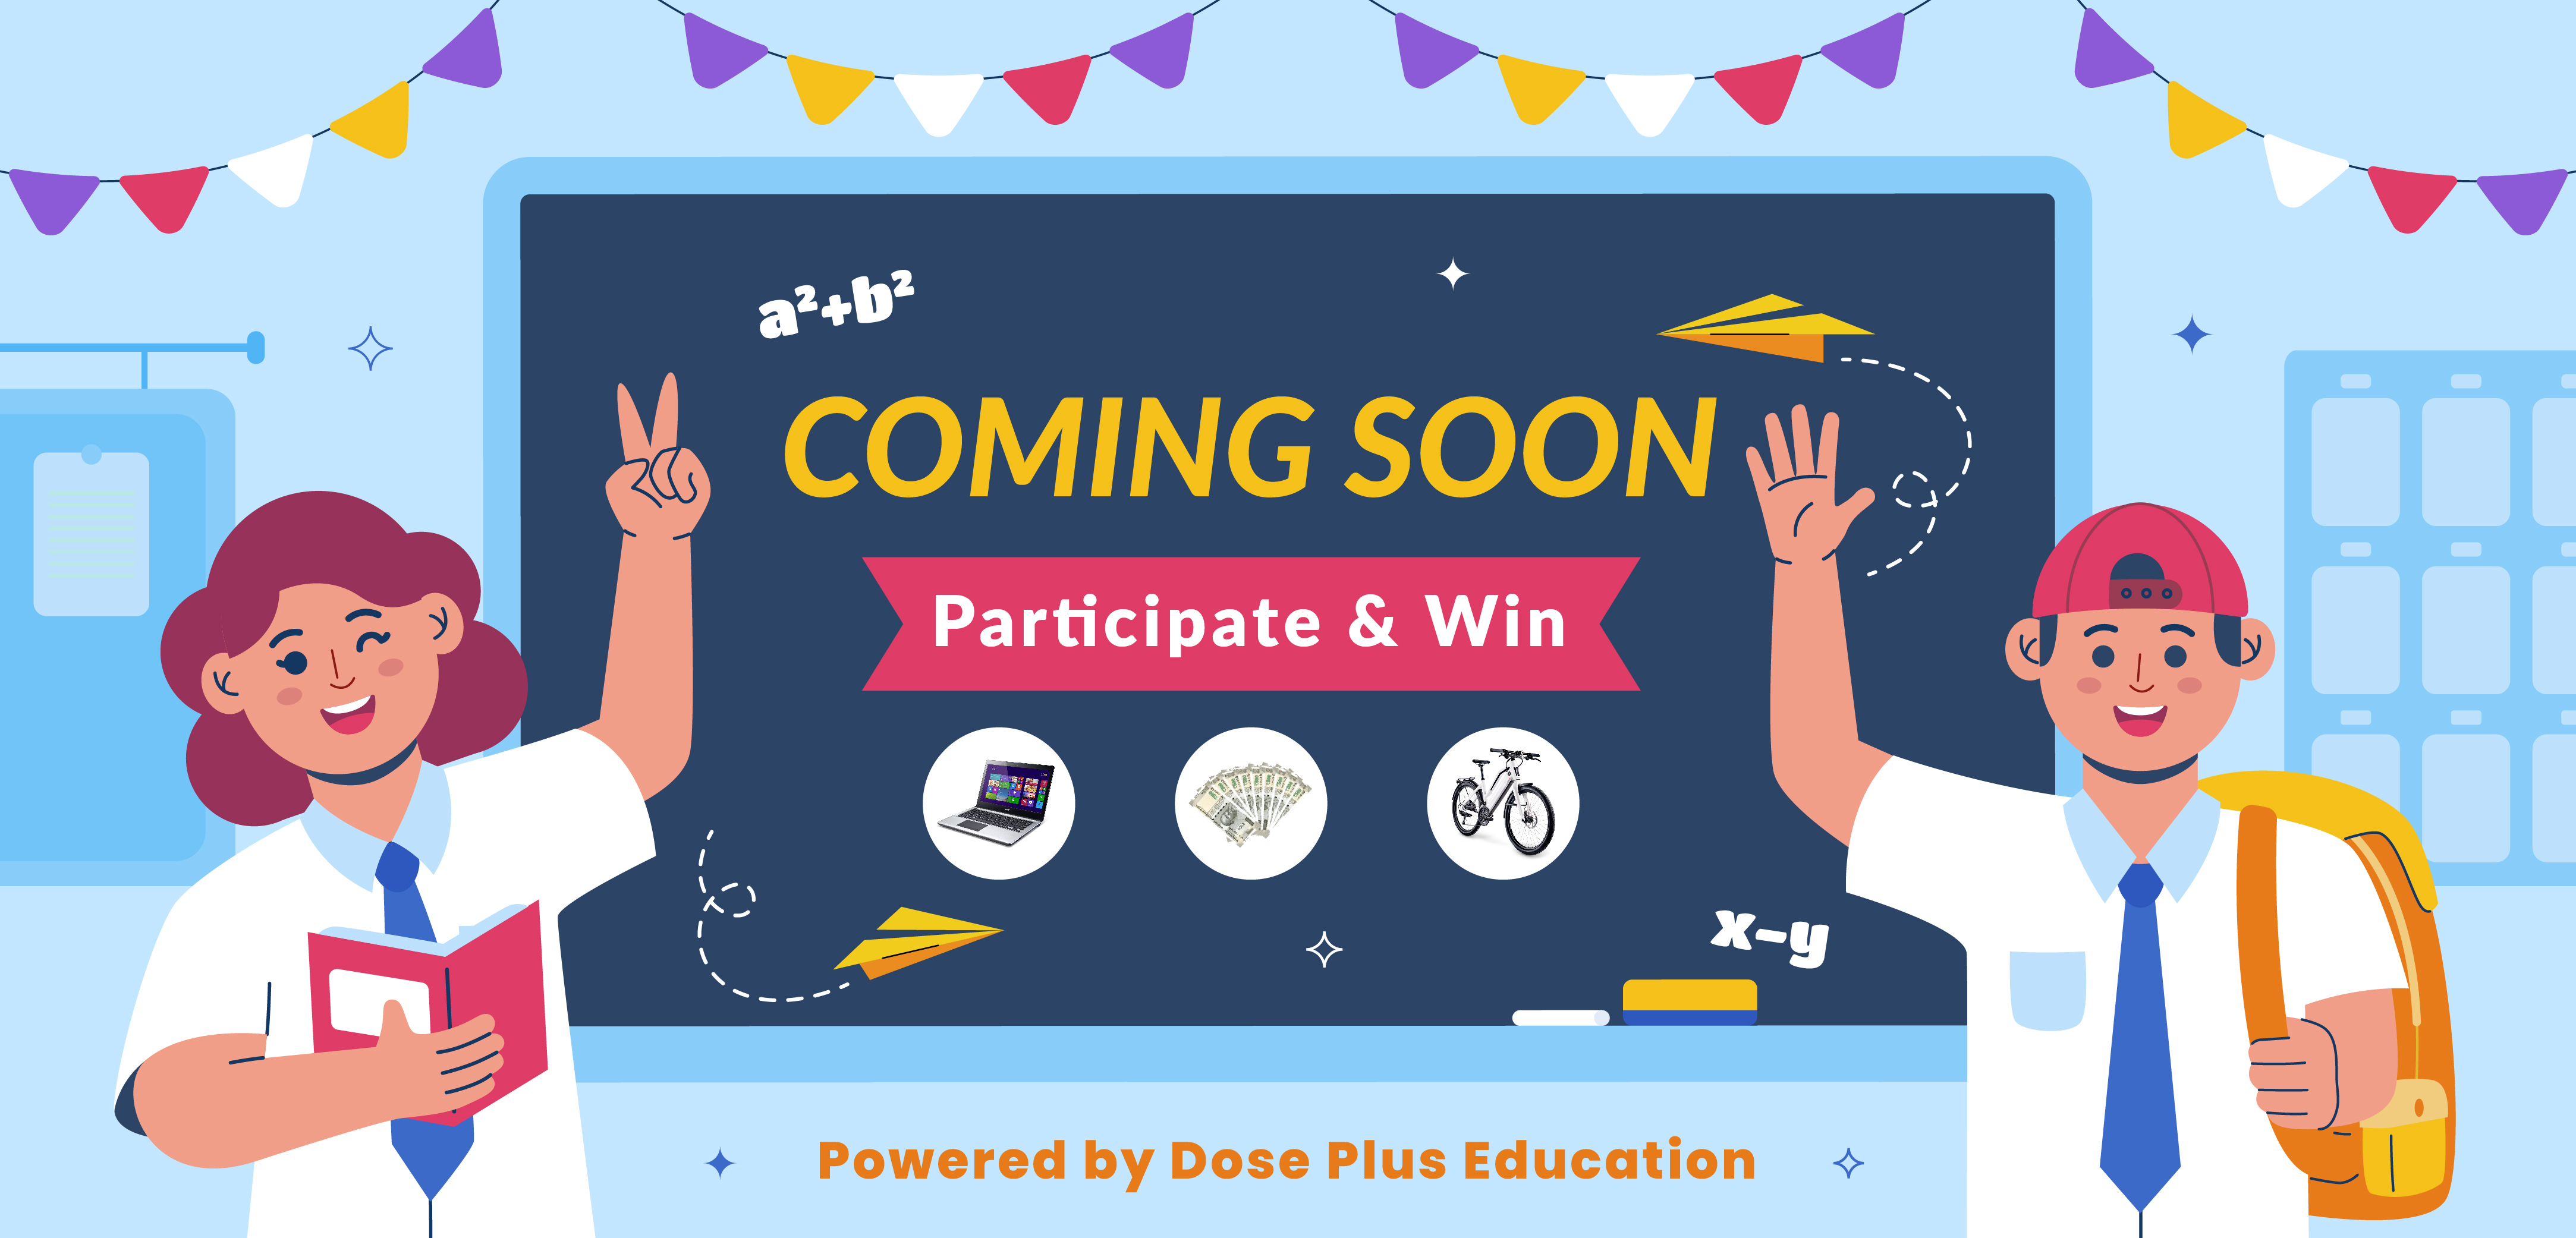 a²+b²
COMING SOON
Participate & Win
x-y
Powered by Dose Plus Education